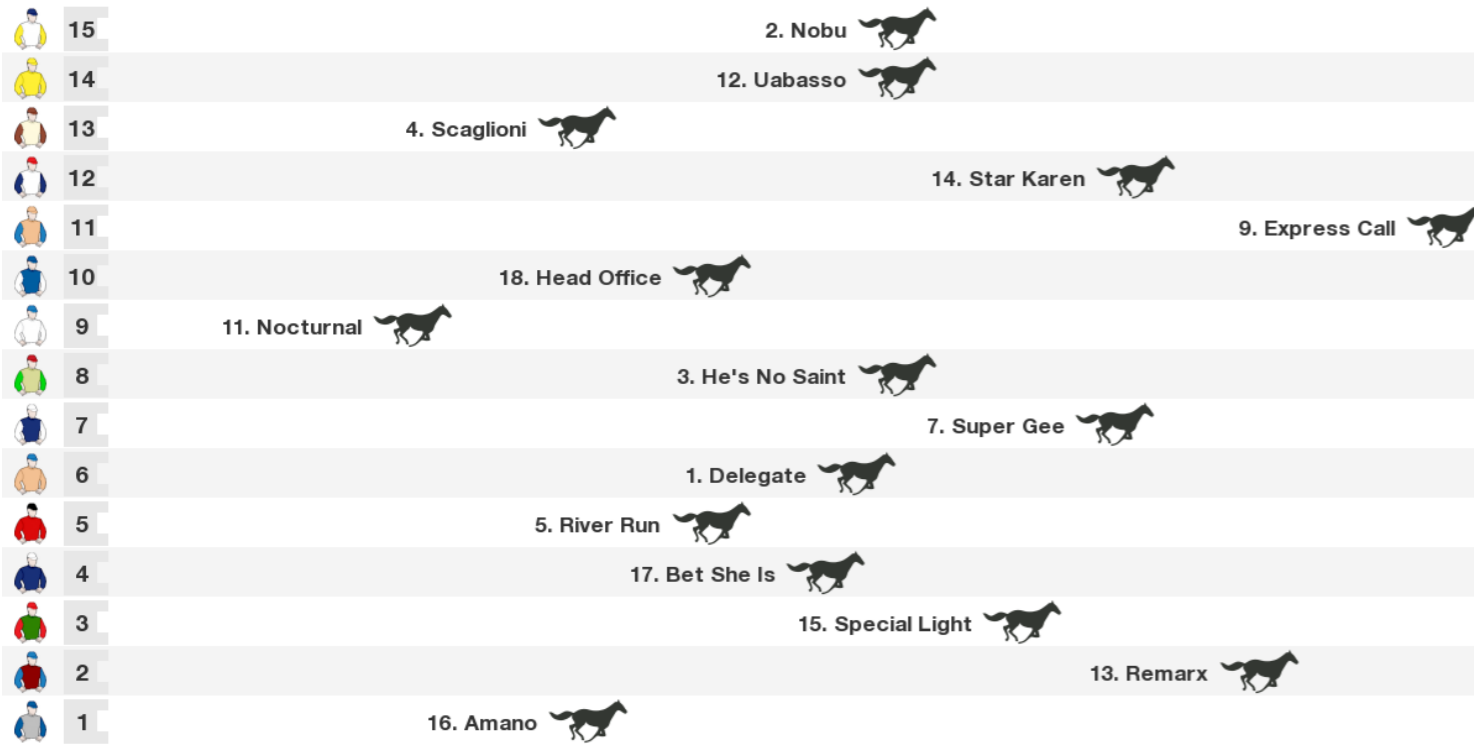 15 2. Nobu
14 12. Uabasso
13 4. Scaglioni
12 14. Star Karen
11 9. Express Call
10 18. Head Office
9 11. Nocturnal
8 3. He's No Saint
7 7. Super Gee
6 1. Delegate
5 5. River Run
4 17. Bet She Is
3 15. Special Light
2 13. Remarx
1 16. Amano